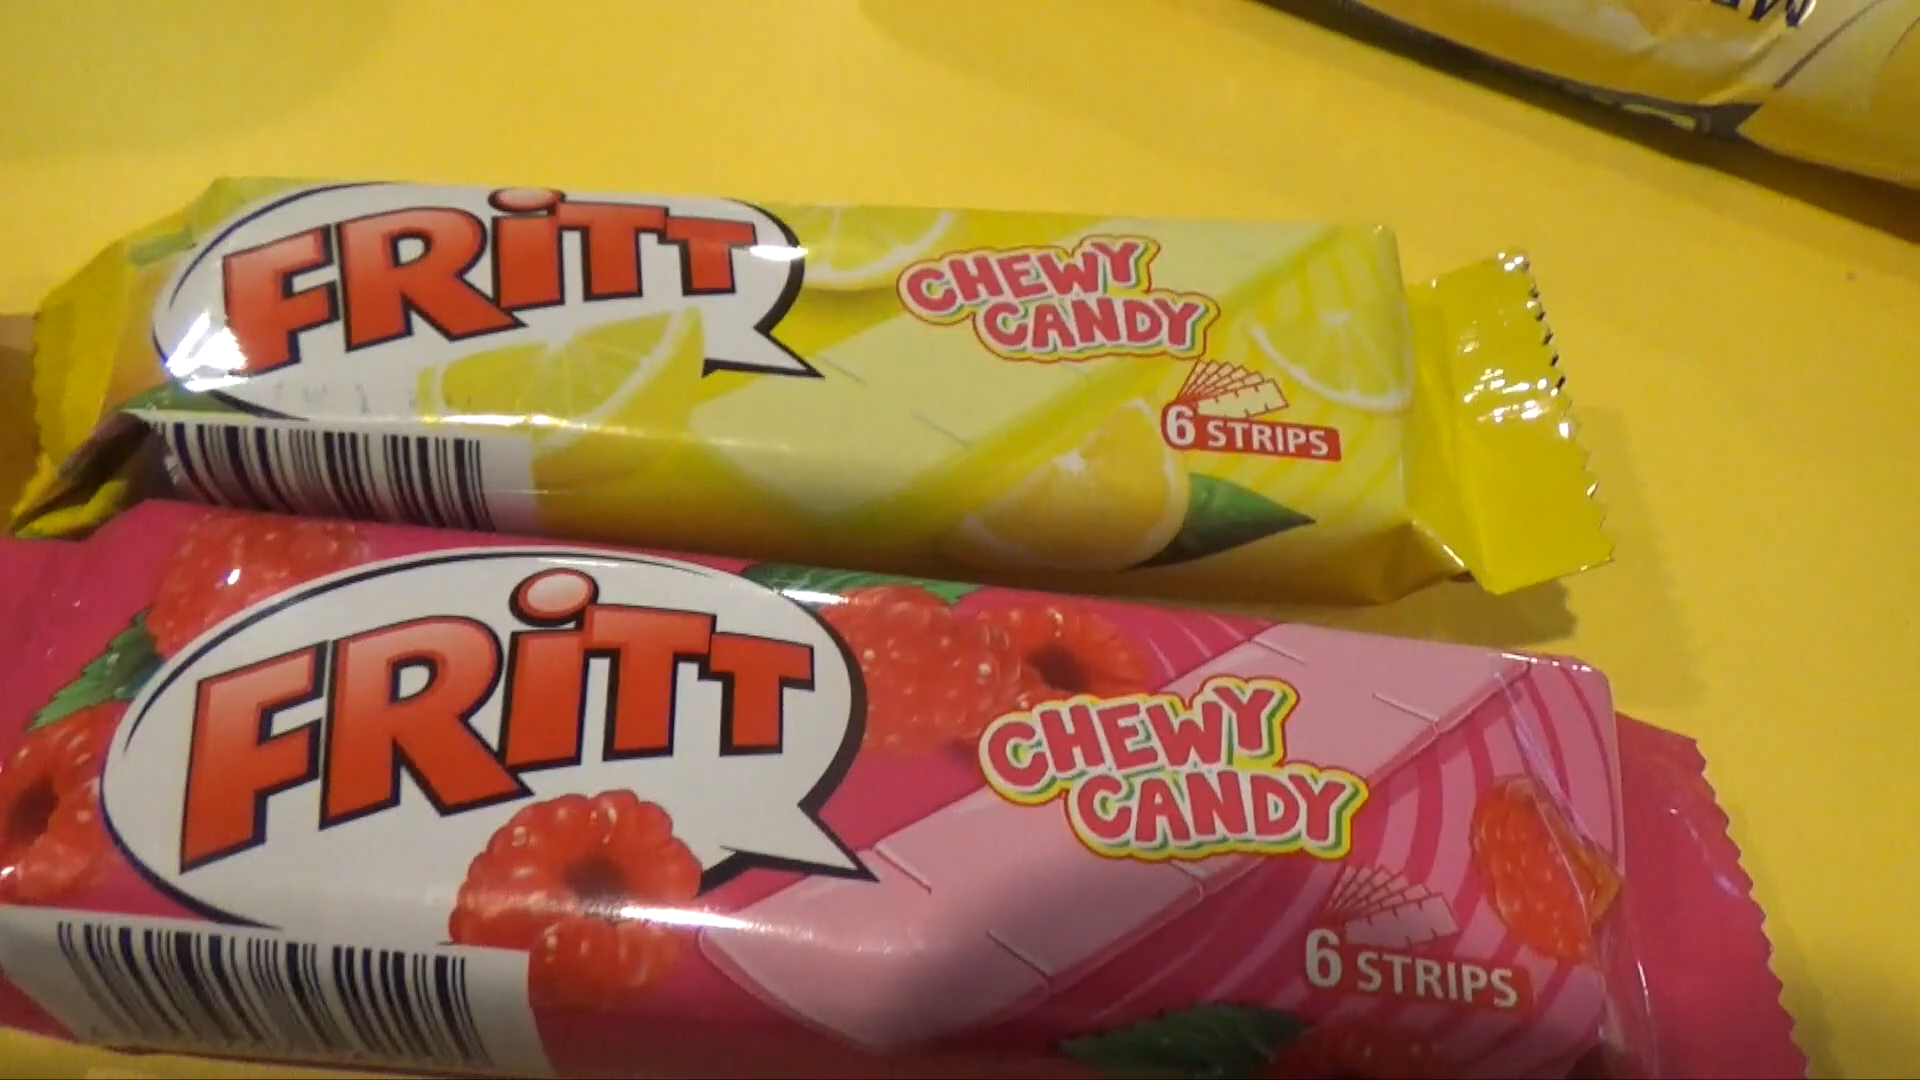 FRiTT
CHEWY
CANDY
6 STRIPS
FRiTT
CHEWY
CANDY
6 STRIPS